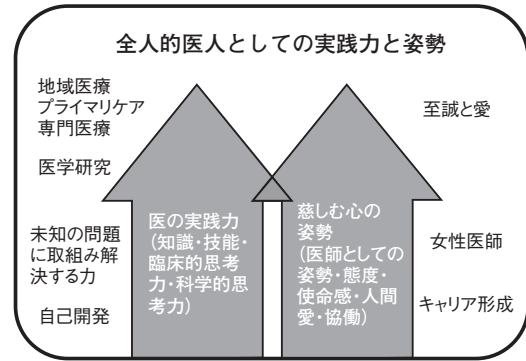 全人的医人としての実践力と姿勢
地域医療
プライマリケア
専門医療
医学研究
未知の問題
に取組み解
決する力
自己開発
医の実践力
(知識・技能・
臨床的思考
力・科学的思
考力)
慈しむ心の
姿勢
(医師としての
姿勢・態度・
使命感・人間
愛・協働)
至誠と愛
女性医師
キャリア形成